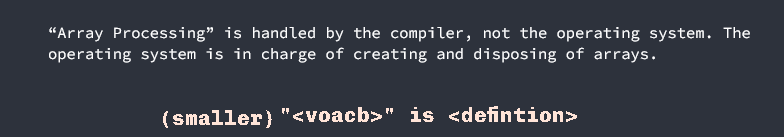 “Array Processing” is handled by the compiler, not the operating system. The
operating system is in charge of creating and disposing of arrays.
(smaller) "<voacb>" is <defintion>